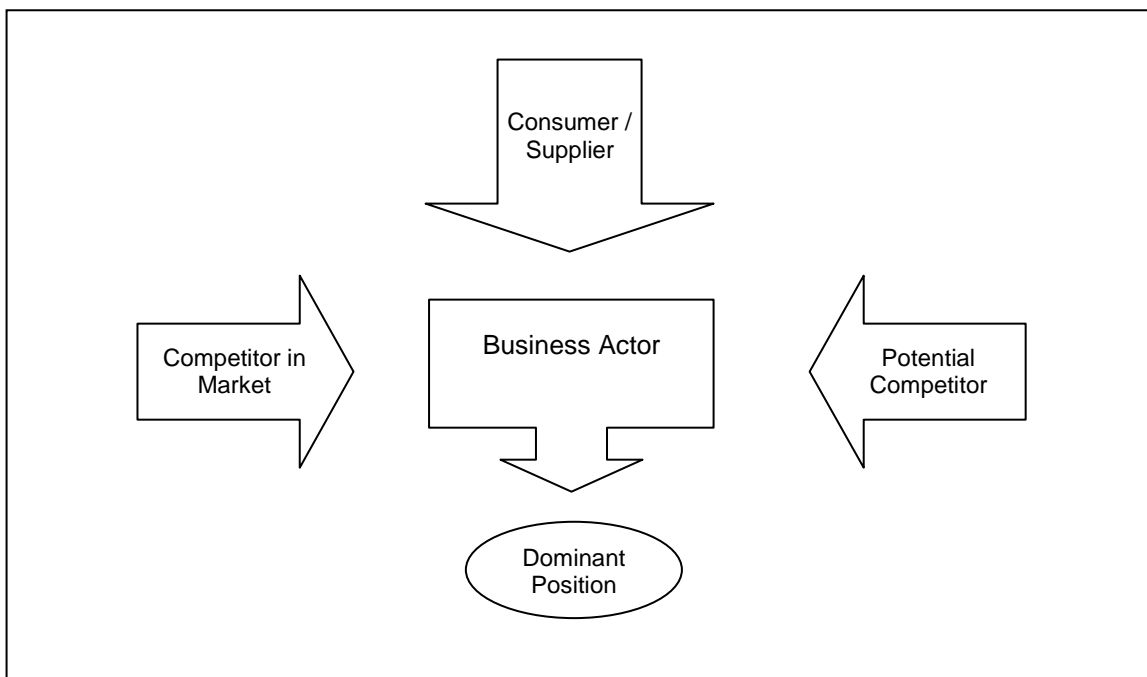 Consumer /
Supplier
Competitor in
Market
Business Actor
Potential
Competitor
Dominant
Position